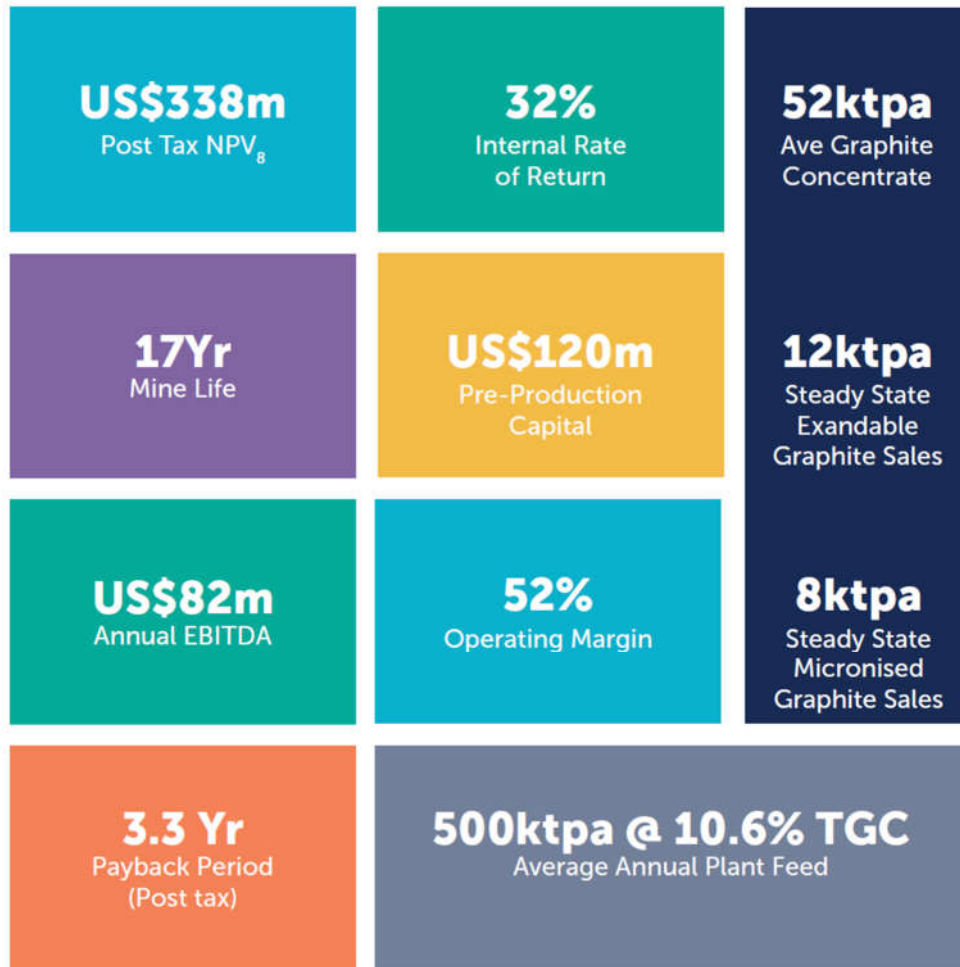 US$338m
Post Tax NPV₈
32%
Internal Rate
of Return
52ktpa
Ave Graphite
Concentrate
17Yr
Mine Life
US$120m
Pre-Production
Capital
12ktpa
Steady State
Exandable
Graphite Sales
US$82m
Annual EBITDA
52%
Operating Margin
8ktpa
Steady State
Micronised
Graphite Sales
3.3 Yr
Payback Period
(Post tax)
500ktpa @ 10.6% TGC
Average Annual Plant Feed